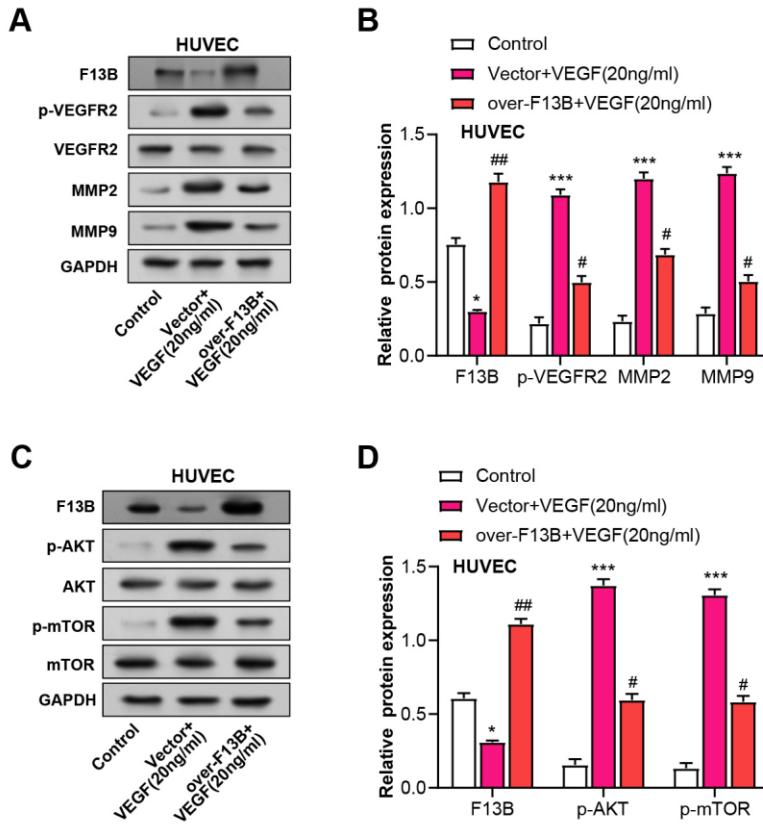 A
HUVEC
F13B
p-VEGFR2
VEGFR2
MMP2
MMP9
GAPDH
Control
Vector+
VEGF(20ng/ml)
over-F13B+
VEGF(20ng/ml)
B
Control
Vector+VEGF(20ng/ml)
over-F13B+VEGF(20ng/ml)
HUVEC
Relative protein expression
1.5
1.0
0.5
0.0
* ## *** # *** # *** #
F13B p-VEGFR2 MMP2 MMP9
C
HUVEC
F13B
p-AKT
AKT
p-mTOR
mTOR
GAPDH
Control
Vector+
VEGF(20ng/ml)
over-F13B+
VEGF(20ng/ml)
D
Control
Vector+VEGF(20ng/ml)
over-F13B+VEGF(20ng/ml)
HUVEC
Relative protein expression
1.5
1.0
0.5
0.0
* ## *** # *** #
F13B p-AKT p-mTOR